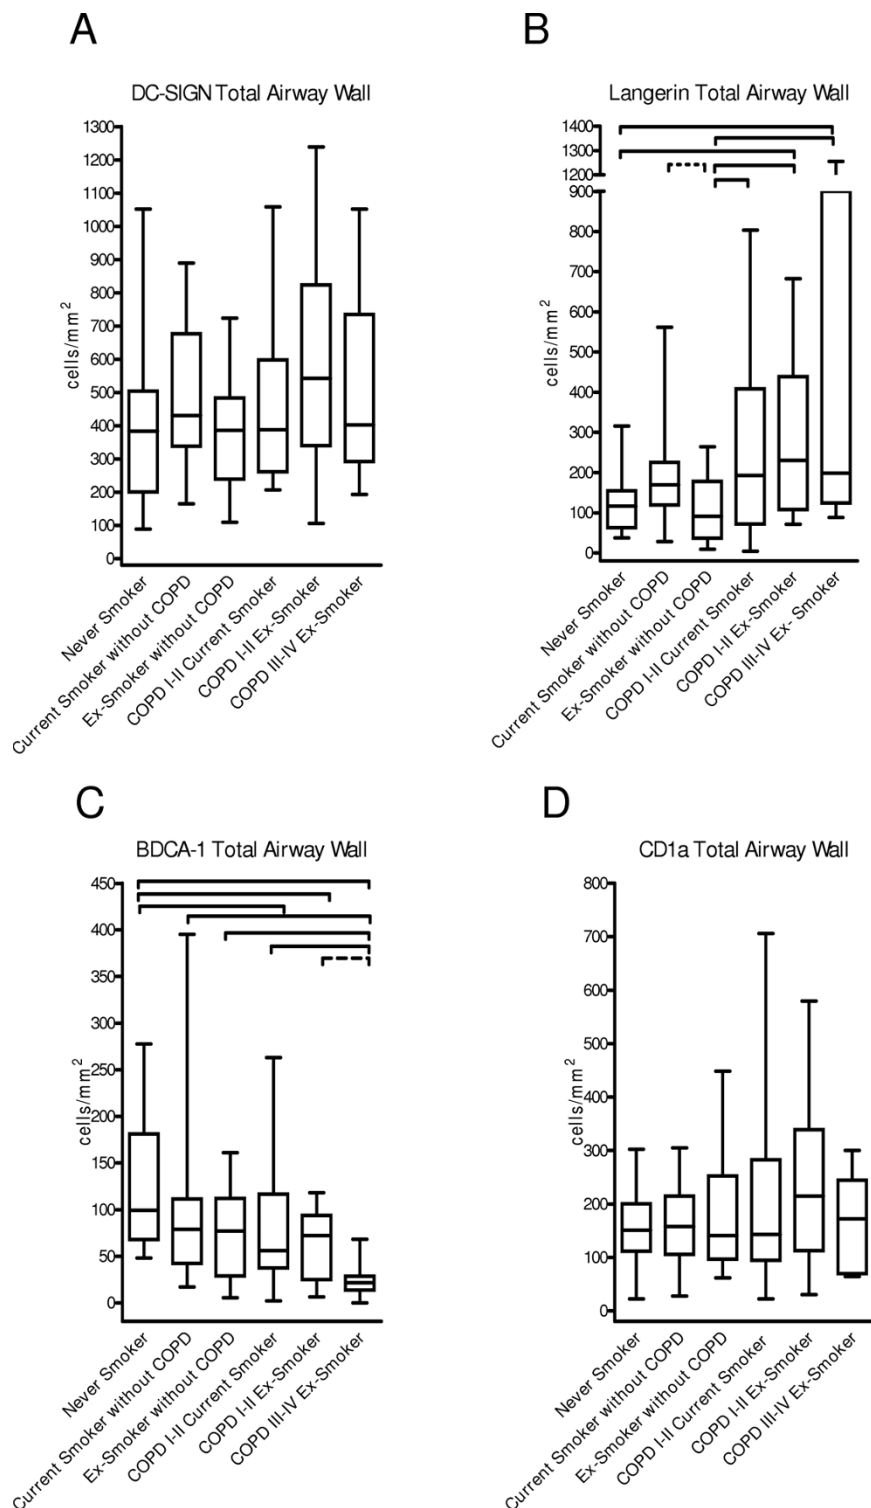 A
DC-SIGN Total Airway Wall
1300
1200
1100
1000
900
800
700
600
500
400
300
200
100
0
cells/mm²
Never Smoker
Current Smoker without COPD
Ex-Smoker without COPD
COPD I-II Current Smoker
COPD I-II Ex-Smoker
COPD III-IV Ex-Smoker
B
Langerin Total Airway Wall
1400
1300
1200
900
800
700
600
500
400
300
200
100
0
cells/mm²
Never Smoker
Current Smoker without COPD
Ex-Smoker without COPD
COPD I-II Current Smoker
COPD I-II Ex-Smoker
COPD III-IV Ex- Smoker
C
BDCA-1 Total Airway Wall
450
400
350
300
250
200
150
100
50
0
cells/mm²
Never Smoker
Current Smoker without COPD
Ex-Smoker without COPD
COPD I-II Current Smoker
COPD I-II Ex-Smoker
COPD III-IV Ex-Smoker
D
CD1a Total Airway Wall
800
700
600
500
400
300
200
100
0
cells/mm²
Never Smoker
Current Smoker without COPD
Ex-Smoker without COPD
COPD I-II Current Smoker
COPD I-II Ex-Smoker
COPD III-IV Ex-Smoker